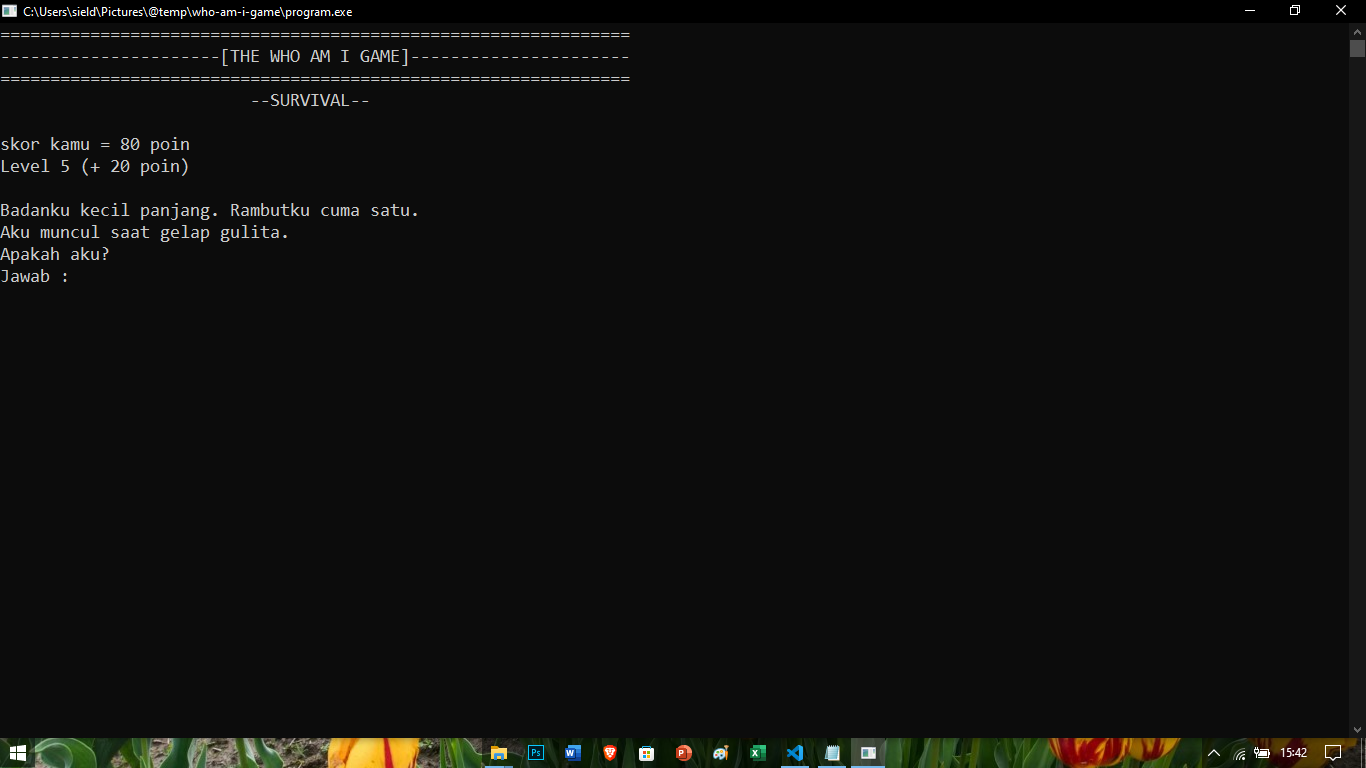 C:\Users\sield\Pictures\@temp\who-am-i-game\program.exe
===============================================================
----------------------[THE WHO AM I GAME]----------------------
===============================================================
--SURVIVAL--
skor kamu = 80 poin
Level 5 (+ 20 poin)
Badanku kecil panjang. Rambutku cuma satu.
Aku muncul saat gelap gulita.
Apakah aku?
Jawab :
15:42